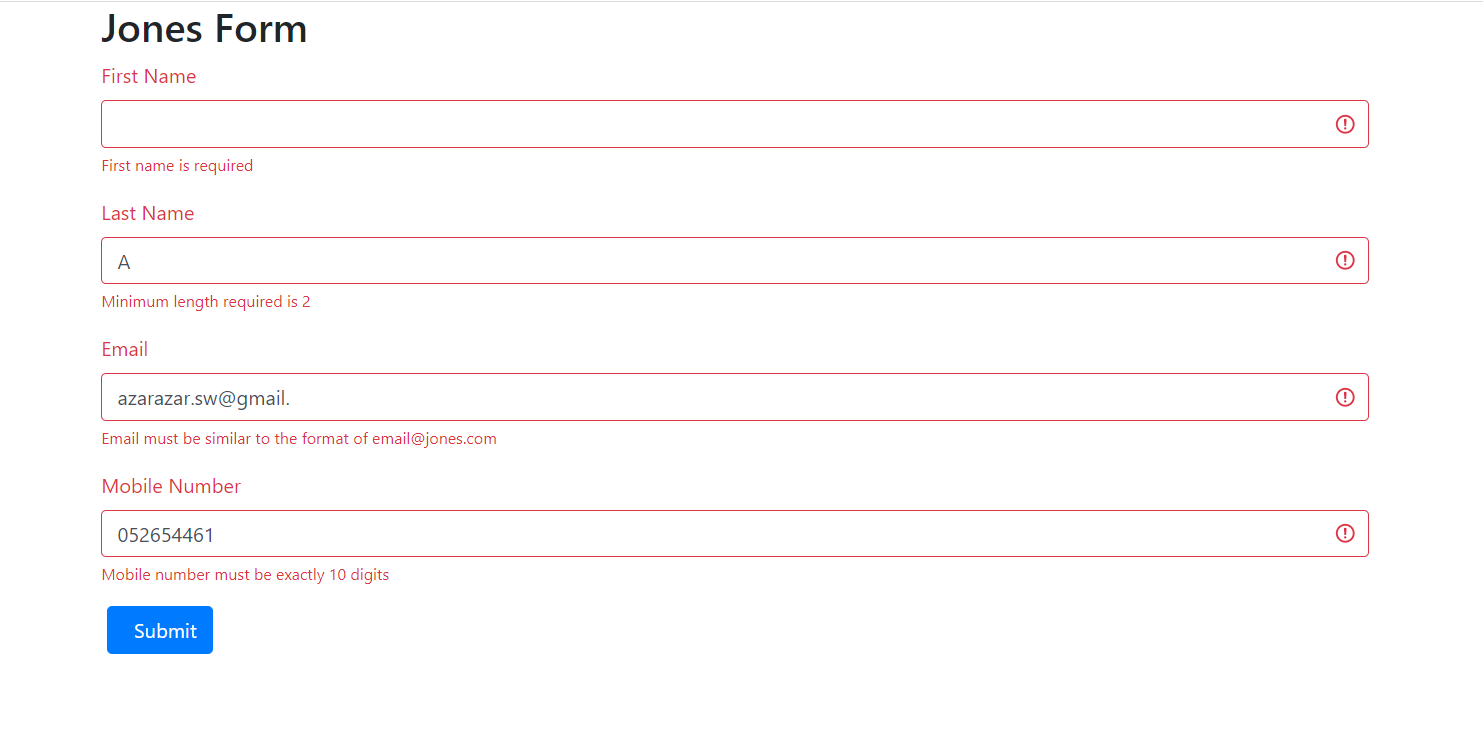 Jones Form
First Name
First name is required
Last Name
A
Minimum length required is 2
Email
azarazar.sw@gmail.
Email must be similar to the format of email@jones.com
Mobile Number
052654461
Mobile number must be exactly 10 digits
Submit